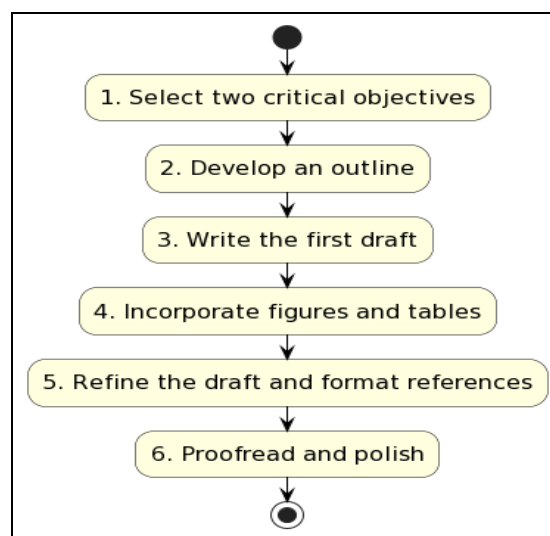 1. Select two critical objectives
2. Develop an outline
3. Write the first draft
4. Incorporate figures and tables
5. Refine the draft and format references
6. Proofread and polish